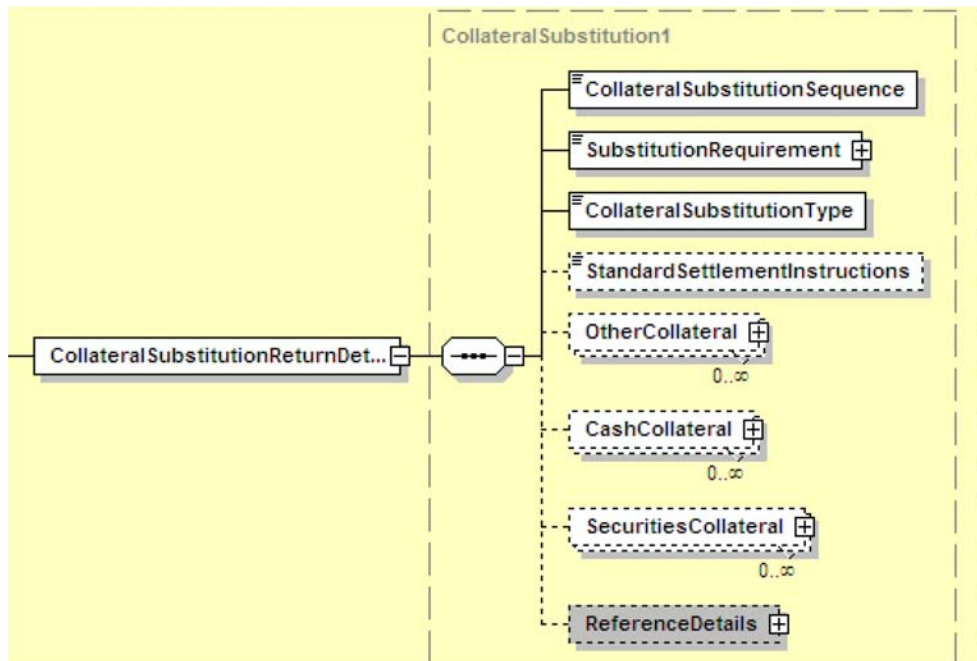 CollateralSubstitution1
CollateralSubstitutionSequence
SubstitutionRequirement
CollateralSubstitutionType
StandardSettlementInstructions
CollateralSubstitutionReturnDet...
OtherCollateral
0..∞
CashCollateral
0..∞
SecuritiesCollateral
0..∞
ReferenceDetails